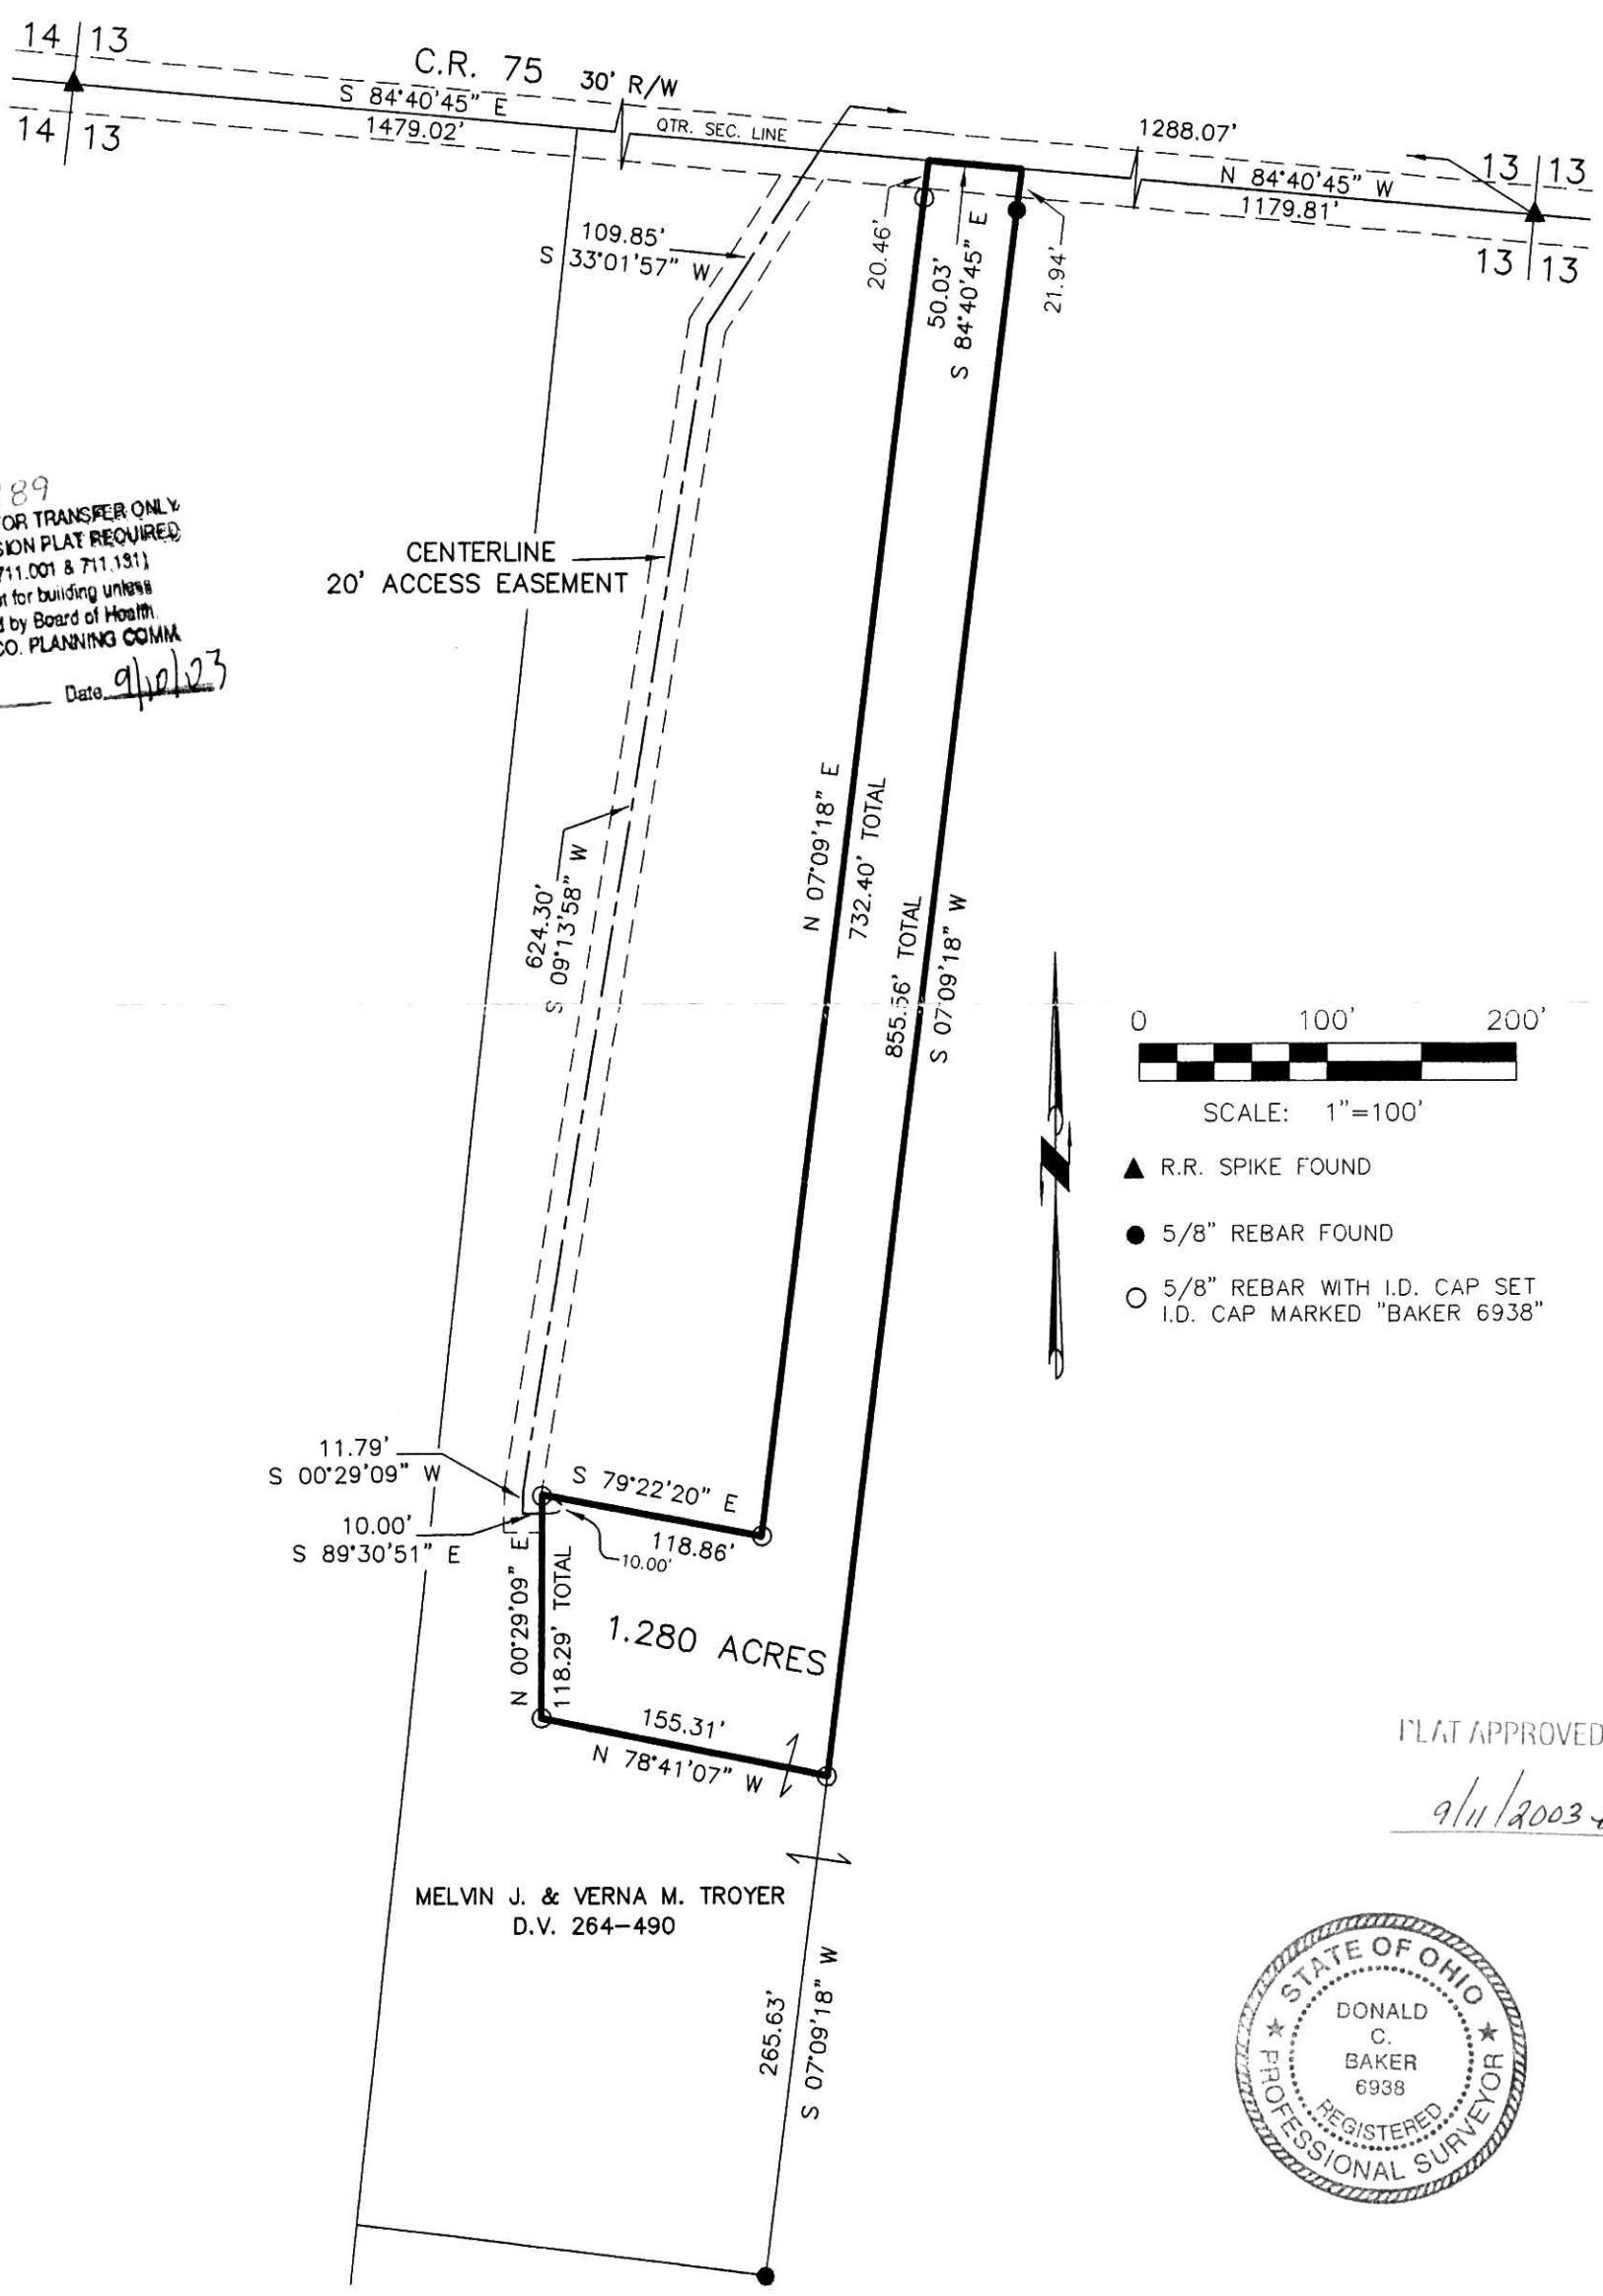 14 13
C.R. 75 30' R/W
S 84°40'45" E
14 13
1479.02'
QTR. SEC. LINE
1288.07'
13 13
N 84°40'45" W
1179.81'
13 13
109.85'
S 33°01'57" W
20.46'
50.03'
S 84°40'45" E
21.94'
89
OR TRANSFER ONLY
SION PLAT REQUIRED
711.001 & 711.131)
t for building unless
d by Board of Health.
CO. PLANNING COMM.
Date 9/10/03
CENTERLINE
20' ACCESS EASEMENT
624.30'
S 09°13'58" W
N 07°09'18" E
732.40' TOTAL
855.56' TOTAL
S 07°09'18" W
0 100' 200'
SCALE: 1"=100'
N
R.R. SPIKE FOUND
5/8" REBAR FOUND
5/8" REBAR WITH I.D. CAP SET
I.D. CAP MARKED "BAKER 6938"
11.79'
S 00°29'09" W
10.00'
S 89°30'51" E
S 79°22'20" E
118.86'
10.00'
N 00°29'09" E
118.29' TOTAL
1.280 ACRES
155.31'
N 78°41'07" W
PLAT APPROVED
9/11/2003
MELVIN J. & VERNA M. TROYER
D.V. 264-490
265.63'
S 07°09'18" W
STATE OF OHIO
DONALD
C.
BAKER
6938
REGISTERED
PROFESSIONAL SURVEYOR